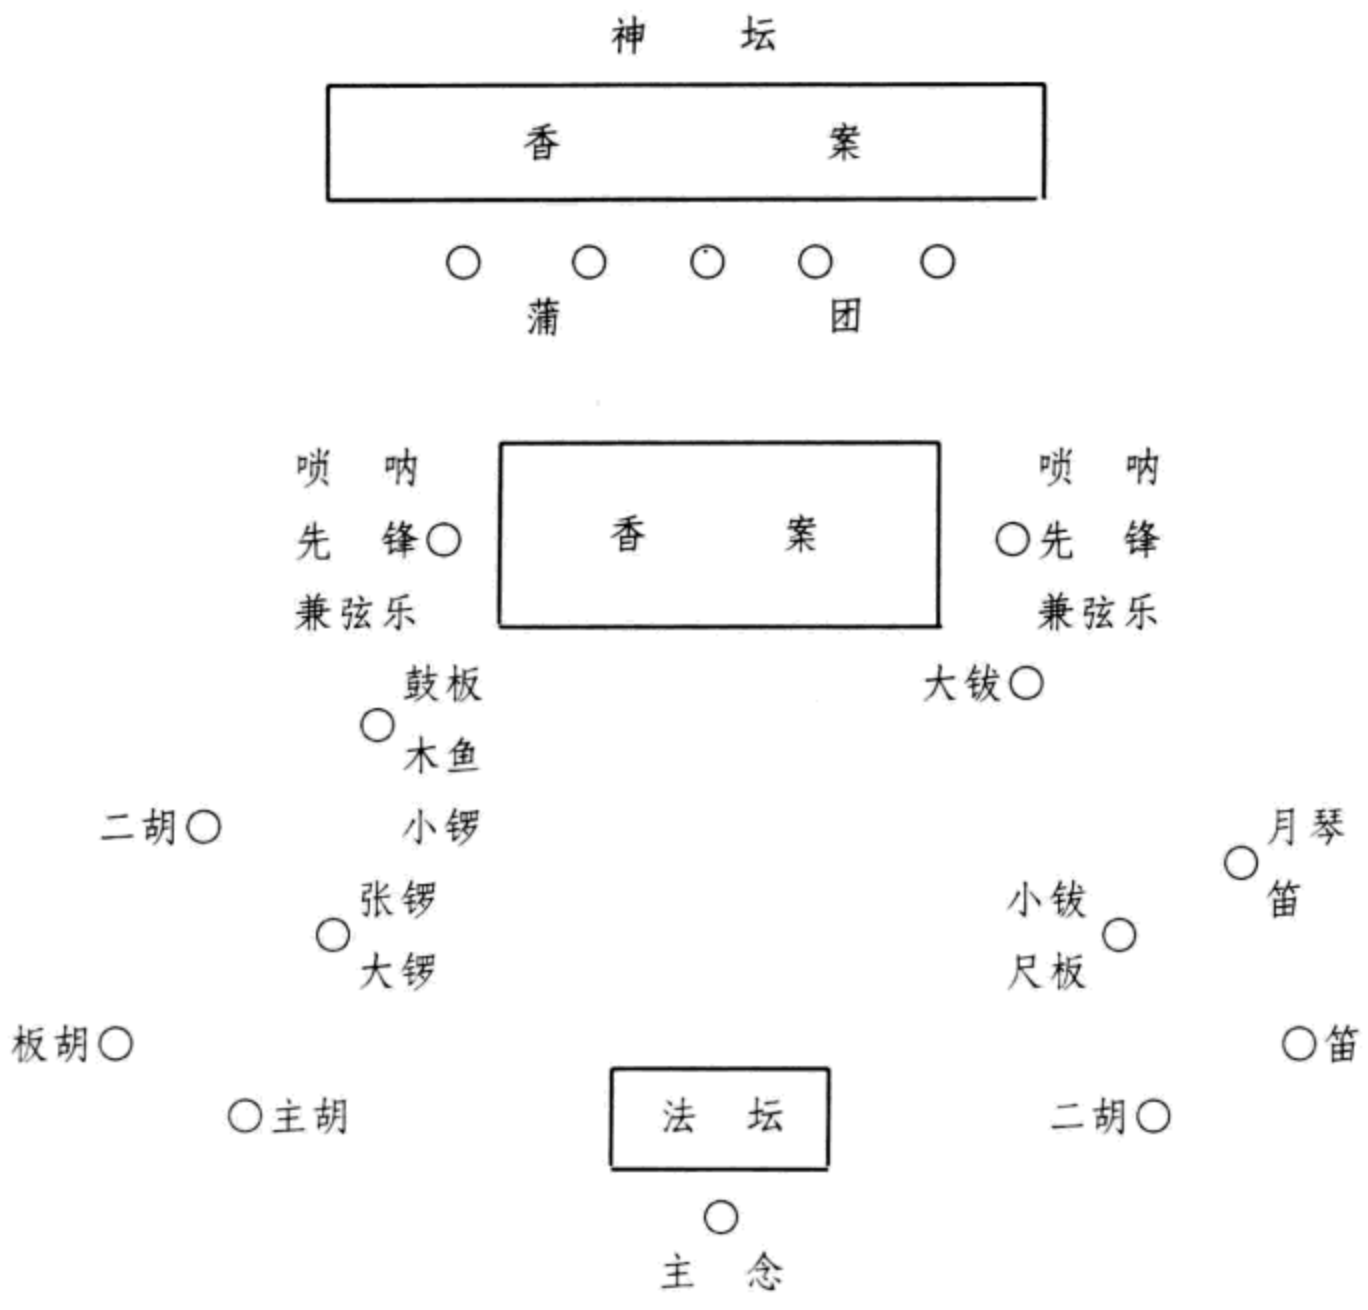 神 坛
香 案
蒲 团
唢 呐
先 锋
兼弦乐
香 案
唢 呐
先 锋
兼弦乐
鼓板
木鱼
小锣
大钹
二胡
张锣
大锣
月琴
笛
小钹
尺板
板胡
笛
主胡
法 坛
二胡
主 念